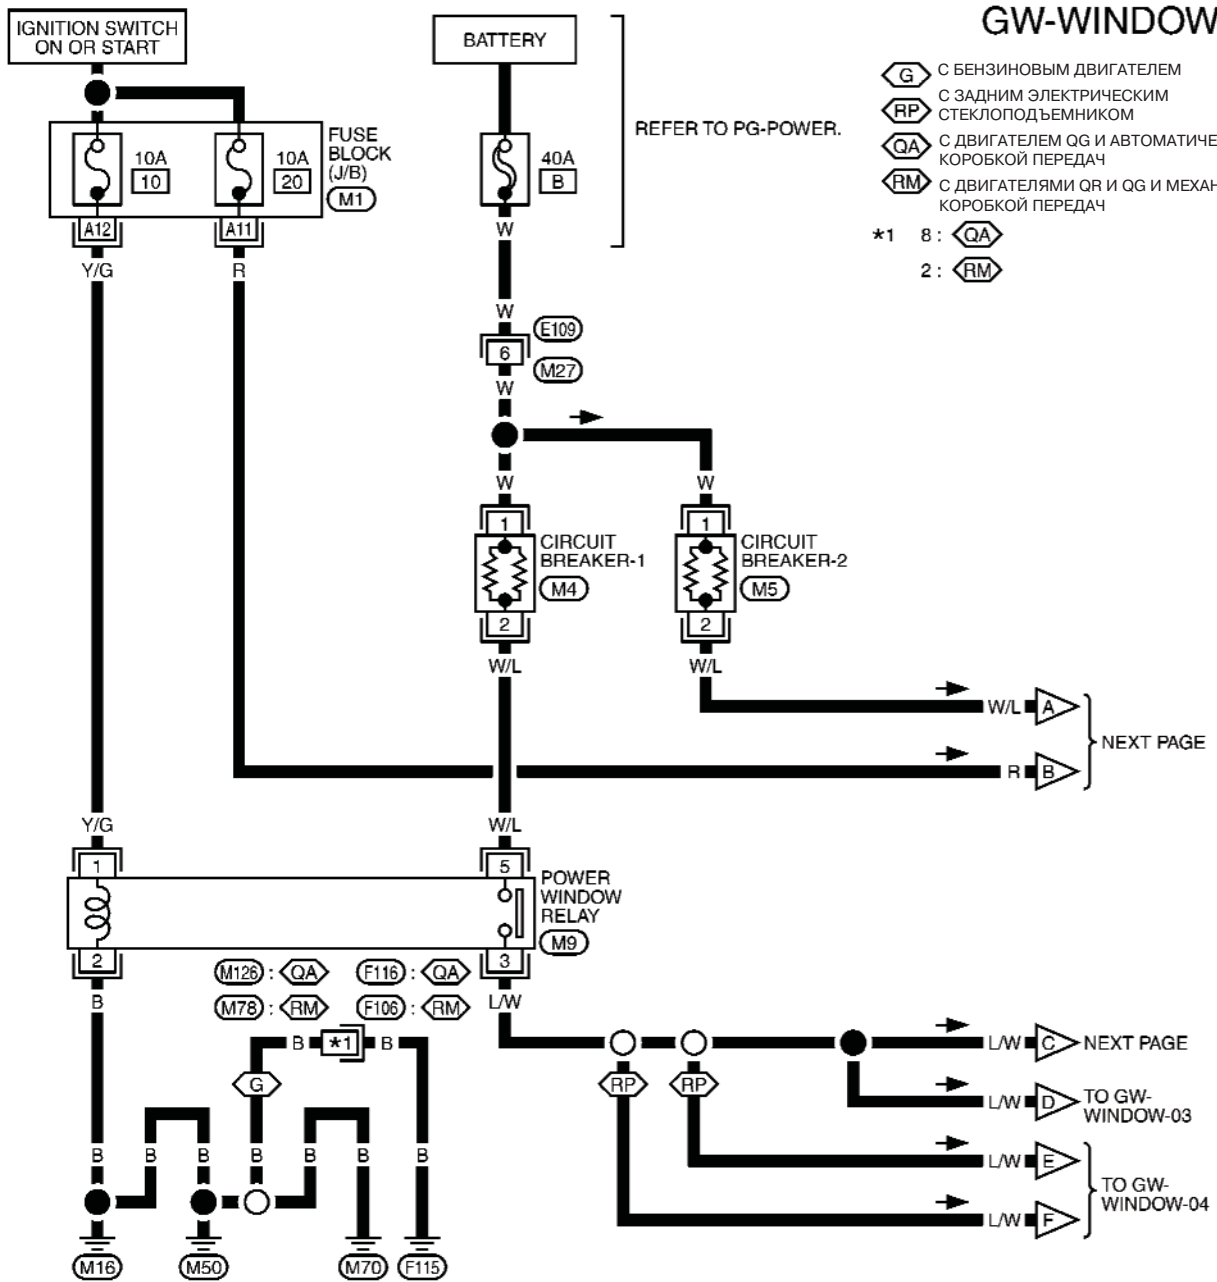 GW-WINDOW
IGNITION SWITCH
ON OR START
BATTERY
REFER TO PG-POWER.
G С БЕНЗИНОВЫМ ДВИГАТЕЛЕМ
RP С ЗАДНИМ ЭЛЕКТРИЧЕСКИМ
СТЕКЛОПОДЪЕМНИКОМ
QA С ДВИГАТЕЛЕМ QG И АВТОМАТИЧЕ
КОРОБКОЙ ПЕРЕДАЧ
RM С ДВИГАТЕЛЯМИ QR И QG И МЕХАН
КОРОБКОЙ ПЕРЕДАЧ
*1 8 : QA
2 : RM
10A
10
10A
20
FUSE
BLOCK
(J/B)
M1
40A
B
A12
A11
W
Y/G
R
W
6
E109
M27
W
W
W
1
CIRCUIT
BREAKER-1
M4
2
1
CIRCUIT
BREAKER-2
M5
2
W/L
W/L
W/L A
R B
NEXT PAGE
Y/G
W/L
1
5
POWER
WINDOW
RELAY
M9
2
3
B
L/W
M126 : QA
F116 : QA
M78 : RM
F106 : RM
B *1 B
G
RP
RP
L/W C NEXT PAGE
L/W D TO GW-
WINDOW-03
L/W E
L/W F
TO GW-
WINDOW-04
B
B
B
B
B
B
B
M16
M50
M70
F115